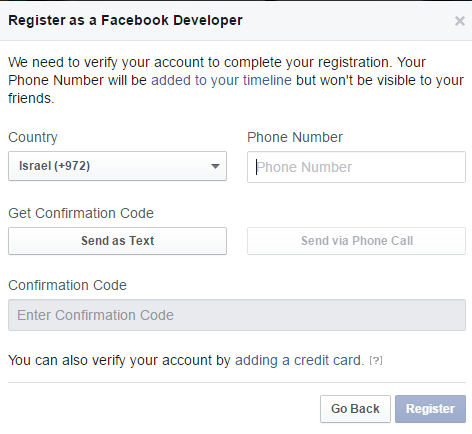 Register as a Facebook Developer
We need to verify your account to complete your registration. Your
Phone Number will be added to your timeline but won't be visible to your
friends.
Country
Phone Number
Israel (+972)
Phone Number
Get Confirmation Code
Send as Text
Send via Phone Call
Confirmation Code
Enter Confirmation Code
You can also verify your account by adding a credit card. [?]
Go Back
Register